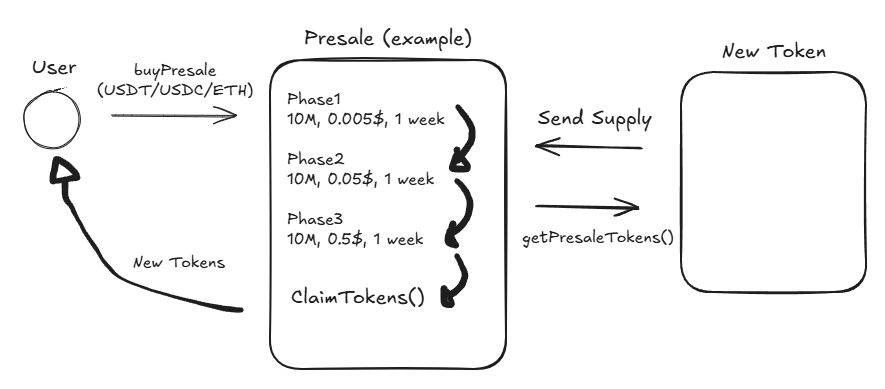 User
buyPresale
(USDT/USDC/ETH)
Presale (example)
Phase1
10M, 0.005$, 1 week
Phase2
10M, 0.05$, 1 week
Phase3
10M, 0.5$, 1 week
ClaimTokens()
New Tokens
New Token
Send Supply
getPresaleTokens()